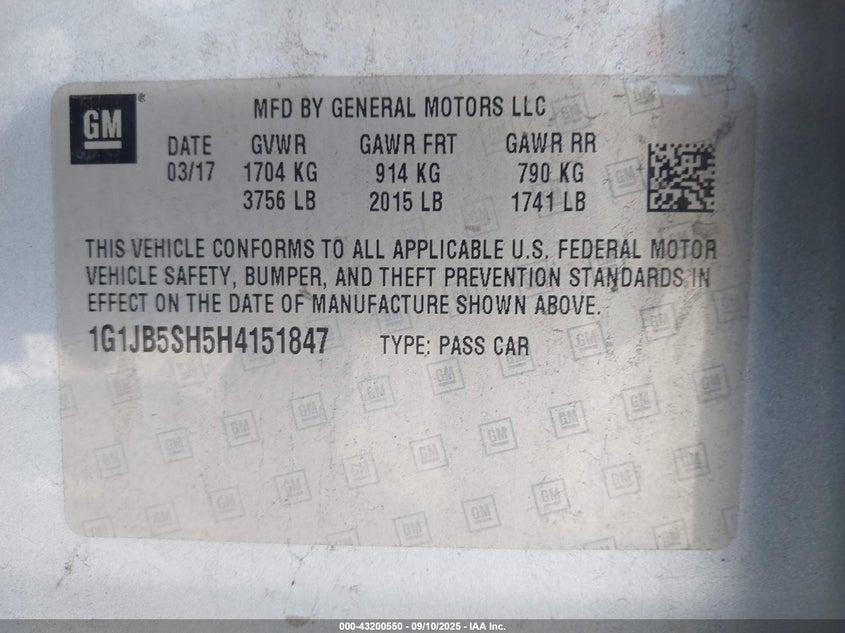 GM ® MFD BY GENERAL MOTORS LLC
DATE GVWR GAWR FRT GAWR RR
03/17 1704 KG 914 KG 790 KG
3756 LB 2015 LB 1741 LB
THIS VEHICLE CONFORMS TO ALL APPLICABLE U.S. FEDERAL MOTOR
VEHICLE SAFETY, BUMPER, AND THEFT PREVENTION STANDARDS IN
EFFECT ON THE DATE OF MANUFACTURE SHOWN ABOVE.
1G1JB5SH5H4151847 TYPE: PASS CAR
000-43200550 - 09/10/2025 - IAA Inc.